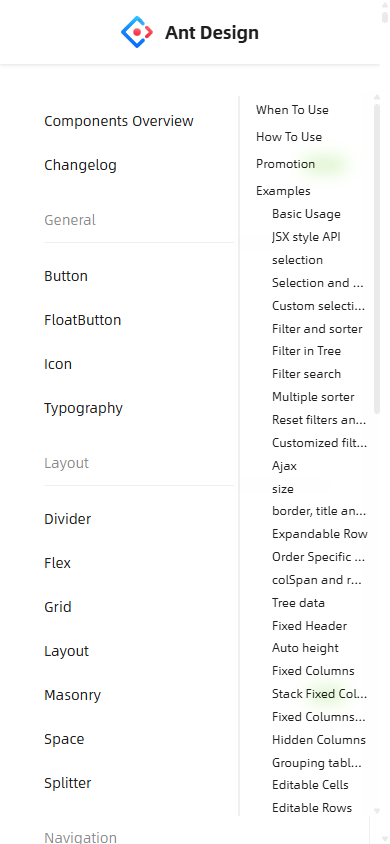 Ant Design
Components Overview
Changelog
General
Button
FloatButton
Icon
Typography
Layout
Divider
Flex
Grid
Layout
Masonry
Space
Splitter
Navigation
When To Use
How To Use
Promotion
Examples
Basic Usage
JSX style API
selection
Selection and ...
Custom selecti...
Filter and sorter
Filter in Tree
Filter search
Multiple sorter
Reset filters an...
Customized filt...
Ajax
size
border, title an...
Expandable Row
Order Specific ...
colSpan and r...
Tree data
Fixed Header
Auto height
Fixed Columns
Stack Fixed Col...
Fixed Columns...
Hidden Columns
Grouping tabl...
Editable Cells
Editable Rows